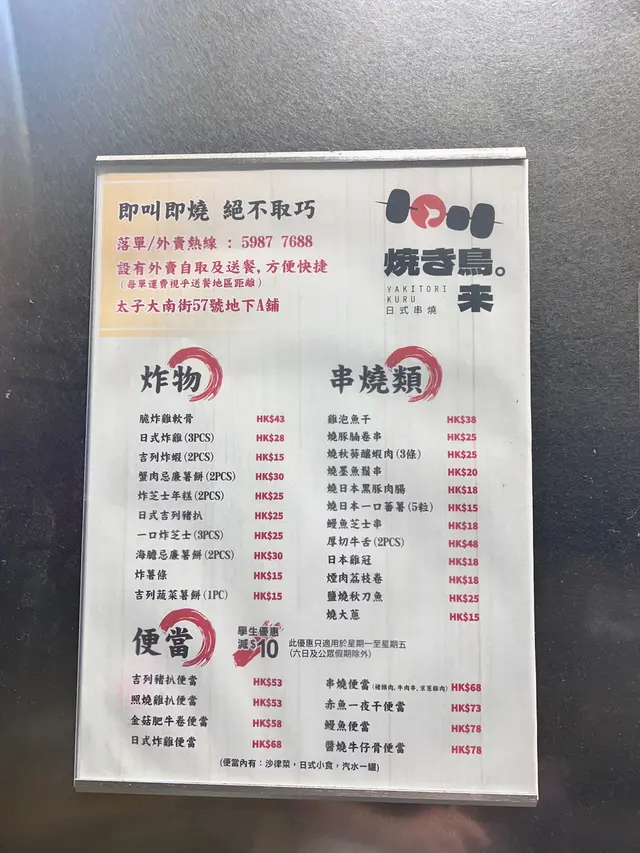 即叫即燒 絕不取巧
落單/外賣熱線 : 5987 7688
設有外賣自取及送餐,方便快捷
(每單運費視乎送餐地區距離)
太子大南街57號地下A舖
焼き鳥。
来
YAKITORI
KURU
日式串燒
炸物
脆炸雞軟骨 HK$43
日式炸雞(3PCS) HK$28
吉列炸蝦(2PCS) HK$15
蟹肉忌廉薯餅(2PCS) HK$30
炸芝士年糕(2PCS) HK$25
日式吉列豬扒 HK$25
一口炸芝士(3PCS) HK$25
海膽忌廉薯餅(2PCS) HK$30
炸薯條 HK$15
吉列蔬菜薯餅(1PC) HK$15
串燒類
雞泡魚干 HK$38
燒豚腩卷串 HK$25
燒秋葵釀蝦肉(3條) HK$25
燒墨魚鬚串 HK$20
燒日本黑豚肉腸 HK$18
燒日本一口蕃薯(5粒) HK$15
鰻魚芝士串 HK$18
厚切牛舌(2PCS) HK$48
日本雞冠 HK$18
煙肉荔枝卷 HK$18
鹽燒秋刀魚 HK$25
燒大蔥 HK$15
便當
學生優惠
減$10
此優惠只適用於星期一至星期五
(六日及公眾假期除外)
吉列豬扒便當 HK$53
照燒雞扒便當 HK$53
金菇肥牛卷便當 HK$58
日式炸雞便當 HK$68
串燒便當(豬頸肉,牛肉串,京蔥雞肉) HK$68
赤魚一夜干便當 HK$73
鰻魚便當 HK$78
醬燒牛仔骨便當 HK$78
(便當內有:沙律菜,日式小食,汽水一罐)